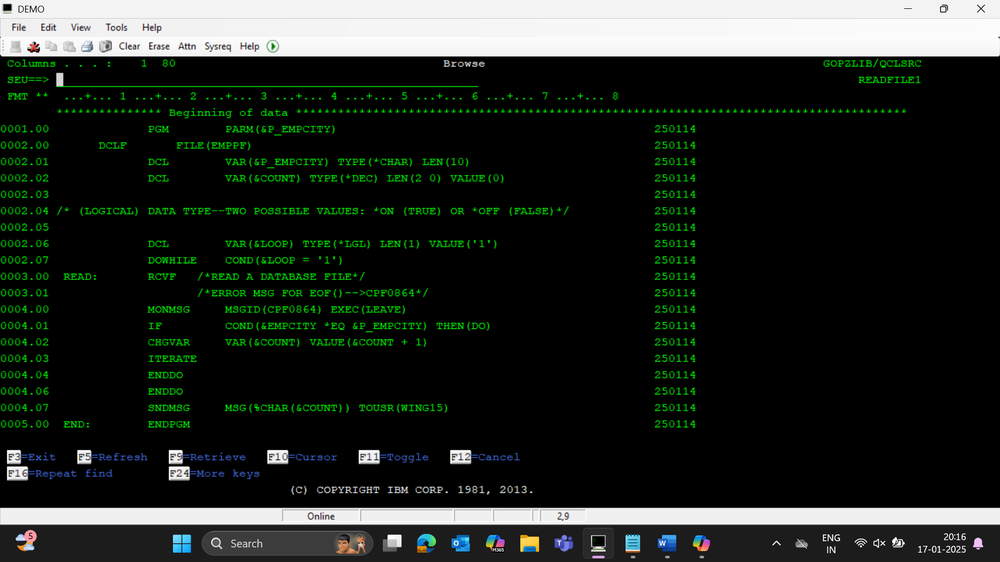 DEMO
File Edit View Tools Help
Clear Erase Attn Sysreq Help
Columns . . . : 1 80 Browse GOPZLIB/QCLSRC
SEU==> READFILE1
FMT ** ...+... 1 ...+... 2 ...+... 3 ...+... 4 ...+... 5 ...+... 6 ...+... 7 ...+... 8
*************** Beginning of data ***************************************************************************************
0001.00 PGM PARM(&P_EMPCITY) 250114
0002.00 DCLF FILE(EMPPF) 250114
0002.01 DCL VAR(&P_EMPCITY) TYPE(*CHAR) LEN(10) 250114
0002.02 DCL VAR(&COUNT) TYPE(*DEC) LEN(2 0) VALUE(0) 250114
0002.03 250114
0002.04 /* (LOGICAL) DATA TYPE--TWO POSSIBLE VALUES: *ON (TRUE) OR *OFF (FALSE)*/ 250114
0002.05 250114
0002.06 DCL VAR(&LOOP) TYPE(*LGL) LEN(1) VALUE('1') 250114
0002.07 DOWHILE COND(&LOOP = '1') 250114
0003.00 READ: RCVF /*READ A DATABASE FILE*/ 250114
0003.01 /*ERROR MSG FOR EOF()-->CPF0864*/ 250114
0004.00 MONMSG MSGID(CPF0864) EXEC(LEAVE) 250114
0004.01 IF COND(&EMPCITY *EQ &P_EMPCITY) THEN(DO) 250114
0004.02 CHGVAR VAR(&COUNT) VALUE(&COUNT + 1) 250114
0004.03 ITERATE 250114
0004.04 ENDDO 250114
0004.06 ENDDO 250114
0004.07 SNDMSG MSG(%CHAR(&COUNT)) TOUSR(WING15) 250114
0005.00 END: ENDPGM 250114
F3=Exit F5=Refresh F9=Retrieve F10=Cursor F11=Toggle F12=Cancel
F16=Repeat find F24=More keys
(C) COPYRIGHT IBM CORP. 1981, 2013.
Online 2,9
5 Search M365 ENG 20:16
IN 17-01-2025